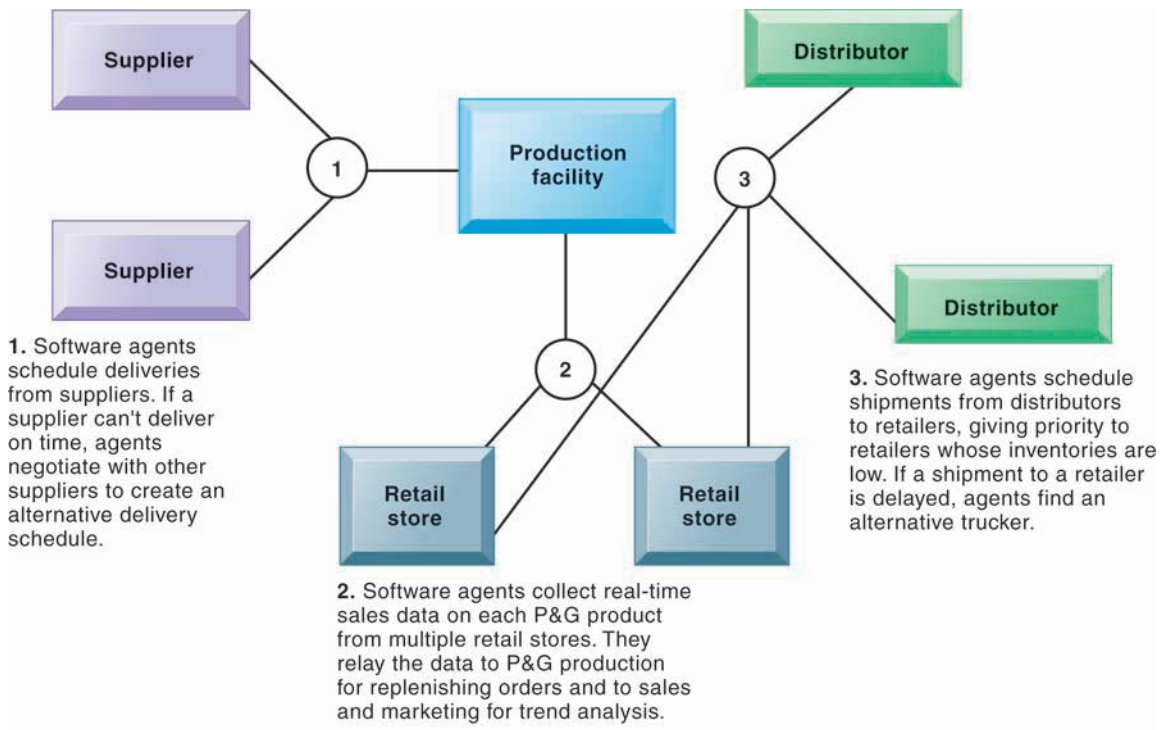 Supplier
Distributor
Production
facility
1
3
Supplier
Distributor
2
Retail
store
Retail
store
1. Software agents
schedule deliveries
from suppliers. If a
supplier can't deliver
on time, agents
negotiate with other
suppliers to create an
alternative delivery
schedule.
3. Software agents schedule
shipments from distributors
to retailers, giving priority to
retailers whose inventories are
low. If a shipment to a retailer
is delayed, agents find an
alternative trucker.
2. Software agents collect real-time
sales data on each P&G product
from multiple retail stores. They
relay the data to P&G production
for replenishing orders and to sales
and marketing for trend analysis.